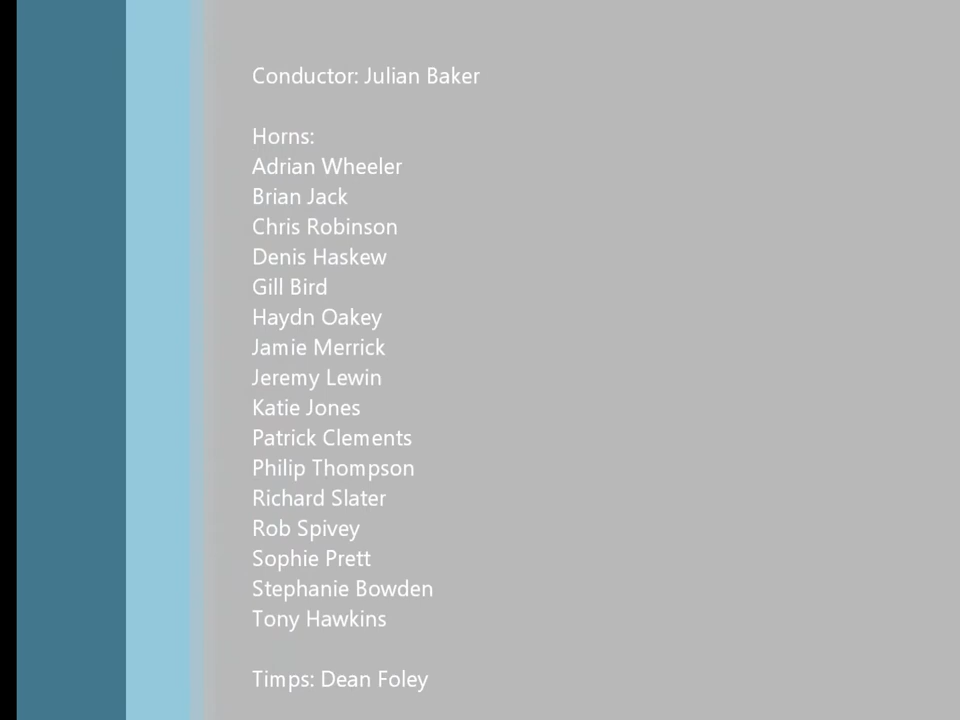 Conductor: Julian Baker
Horns:
Adrian Wheeler
Brian Jack
Chris Robinson
Denis Haskew
Gill Bird
Haydn Oakey
Jamie Merrick
Jeremy Lewin
Katie Jones
Patrick Clements
Philip Thompson
Richard Slater
Rob Spivey
Sophie Prett
Stephanie Bowden
Tony Hawkins
Timps: Dean Foley